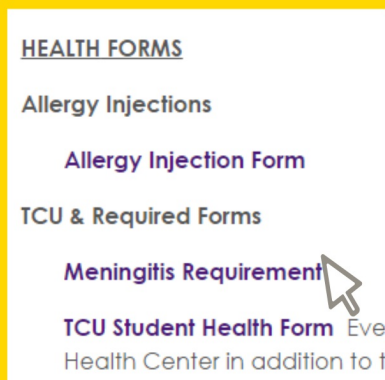 HEALTH FORMS
Allergy Injections
Allergy Injection Form
TCU & Required Forms
Meningitis Requirement
TCU Student Health Form
Health Center in addition to